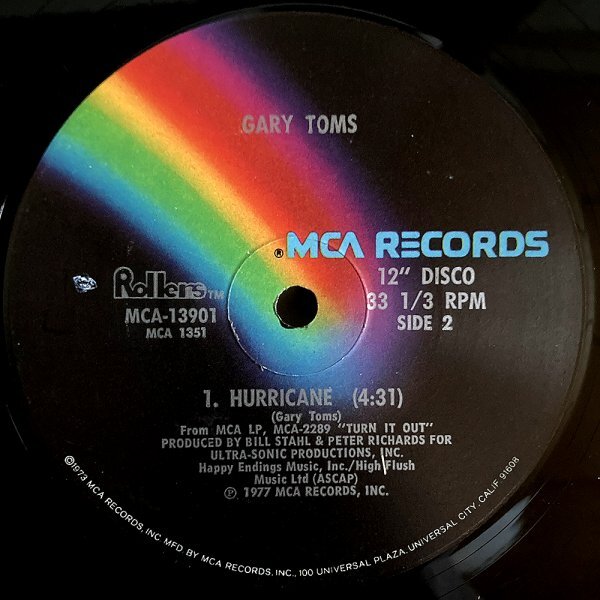 GARY TOMS
® MCA RECORDS
12" DISCO
33 1/3 RPM
SIDE 2
Rollers TM
MCA-13901
MCA 1351
1. HURRICANE (4:31)
(Gary Toms)
From MCA LP, MCA-2289 "TURN IT OUT"
PRODUCED BY BILL STAHL & PETER RICHARDS FOR
ULTRA-SONIC PRODUCTIONS, INC.
Happy Endings Music, Inc./High Flush
Music Ltd (ASCAP)
℗ 1977 MCA RECORDS, INC.
©1973 MCA RECORDS, INC MFD BY MCA RECORDS, INC., 100 UNIVERSAL PLAZA, UNIVERSAL CITY, CALIF. 91608